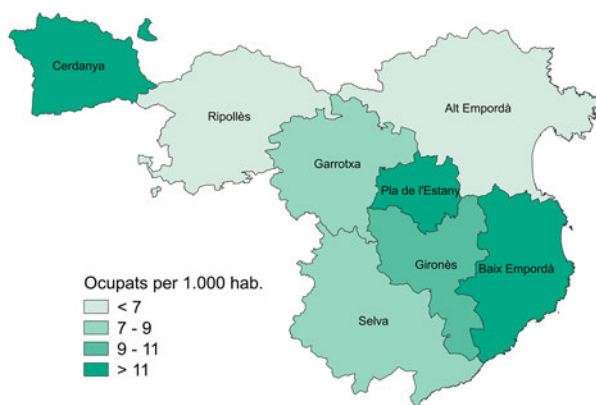 Cerdanya
Ripollès
Alt Empordà
Garrotxa
Pla de l'Estany
Gironès
Baix Empordà
Selva
Ocupats per 1.000 hab.
< 7
7 - 9
9 - 11
> 11